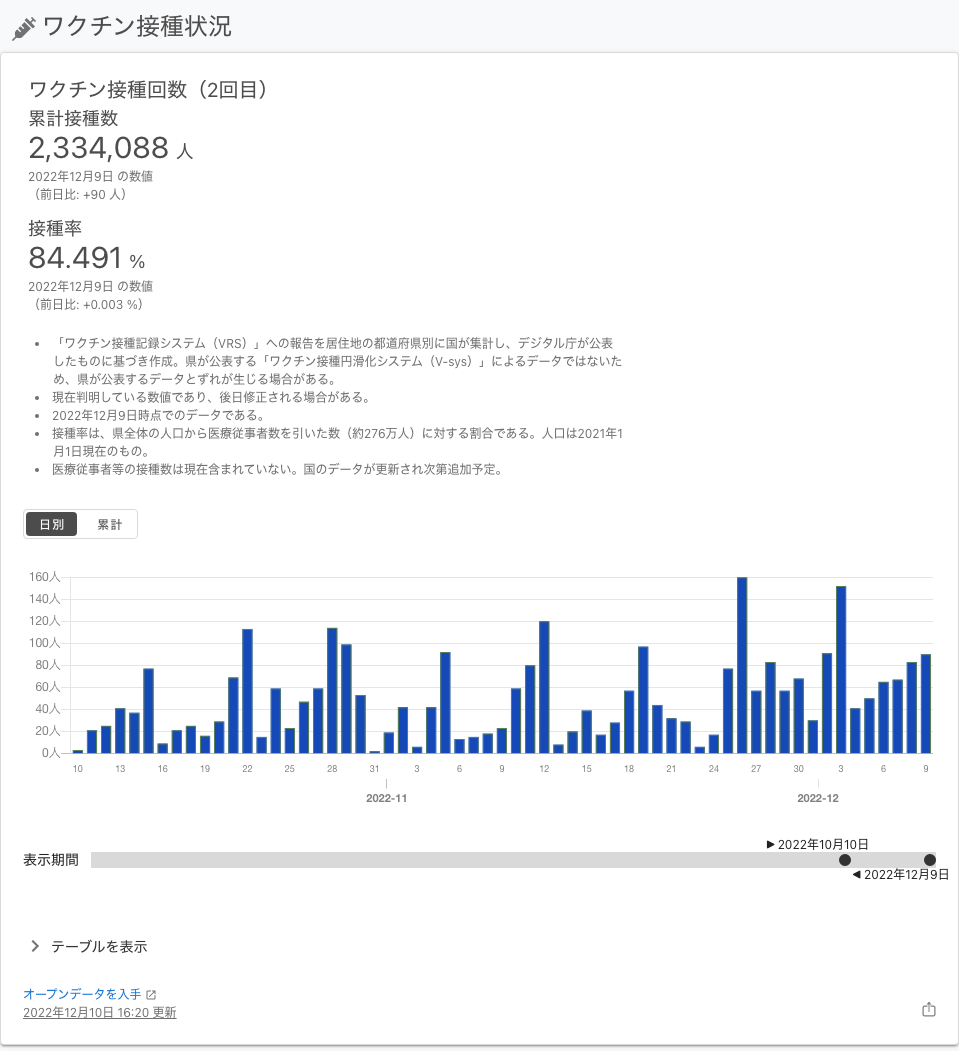 ワクチン接種状況
ワクチン接種回数（2回目）
累計接種数
2,334,088 人
2022年12月9日 の数値
（前日比: +90 人）
接種率
84.491 %
2022年12月9日 の数値
（前日比: +0.003 %）
• 「ワクチン接種記録システム（VRS）」への報告を居住地の都道府県別に国が集計し、デジタル庁が公表
したものに基づき作成。県が公表する「ワクチン接種円滑化システム（V-sys）」によるデータではないた
め、県が公表するデータとずれが生じる場合がある。
• 現在判明している数値であり、後日修正される場合がある。
• 2022年12月9日時点でのデータである。
• 接種率は、県全体の人口から医療従事者数を引いた数（約276万人）に対する割合である。人口は2021年1
月1日現在のもの。
• 医療従事者等の接種数は現在含まれていない。国のデータが更新され次第追加予定。
日別 累計
160人
140人
120人
100人
80人
60人
40人
20人
0人
10 13 16 19 22 25 28 31 3 6 9 12 15 18 21 24 27 30 3 6 9
2022-11 2022-12
▶ 2022年10月10日
表示期間
◀ 2022年12月9日
テーブルを表示
オープンデータを入手
2022年12月10日 16:20 更新